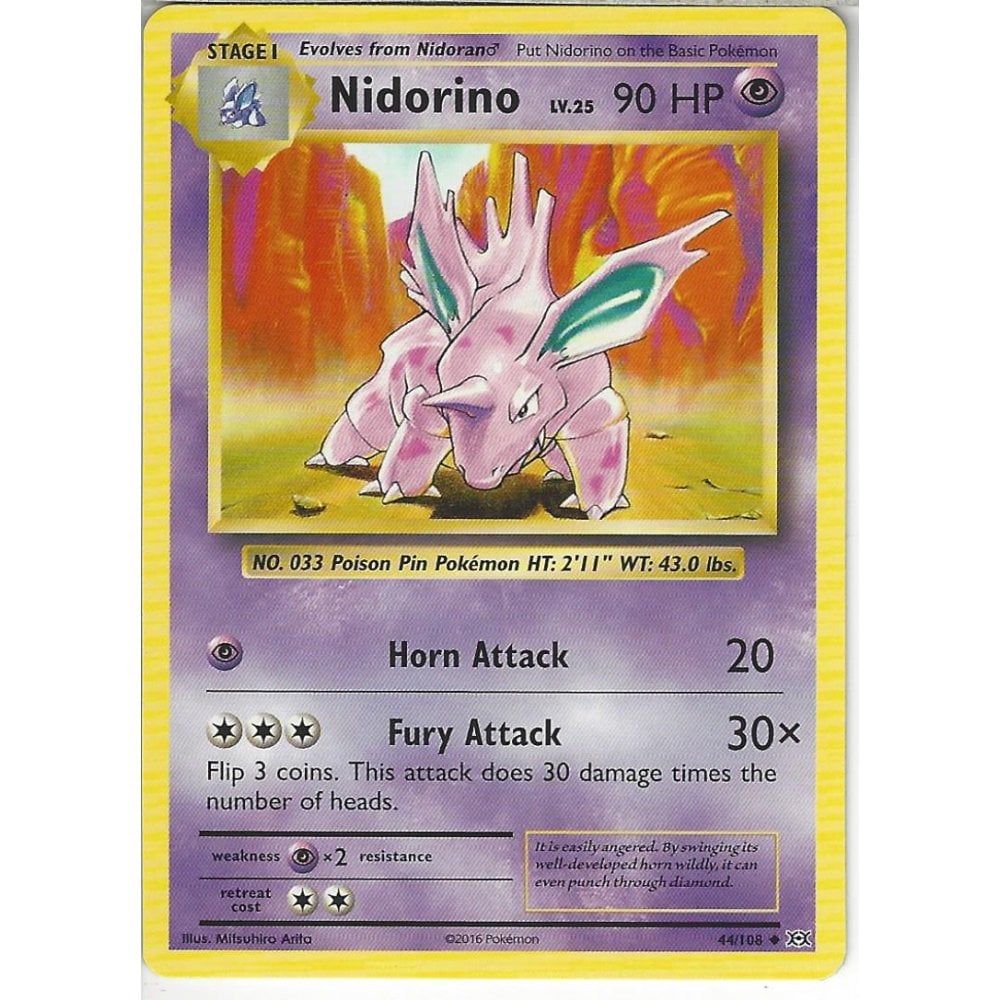 STAGE 1 Evolves from Nidoran♂ Put Nidorino on the Basic Pokémon
Nidorino LV.25 90 HP
NO. 033 Poison Pin Pokémon HT: 2'11" WT: 43.0 lbs.
Horn Attack 20
Fury Attack 30×
Flip 3 coins. This attack does 30 damage times the
number of heads.
weakness ×2 resistance
retreat
cost
It is easily angered. By swinging its
well-developed horn wildly, it can
even punch through diamond.
Illus. Mitsuhiro Arita ©2016 Pokémon 44/108